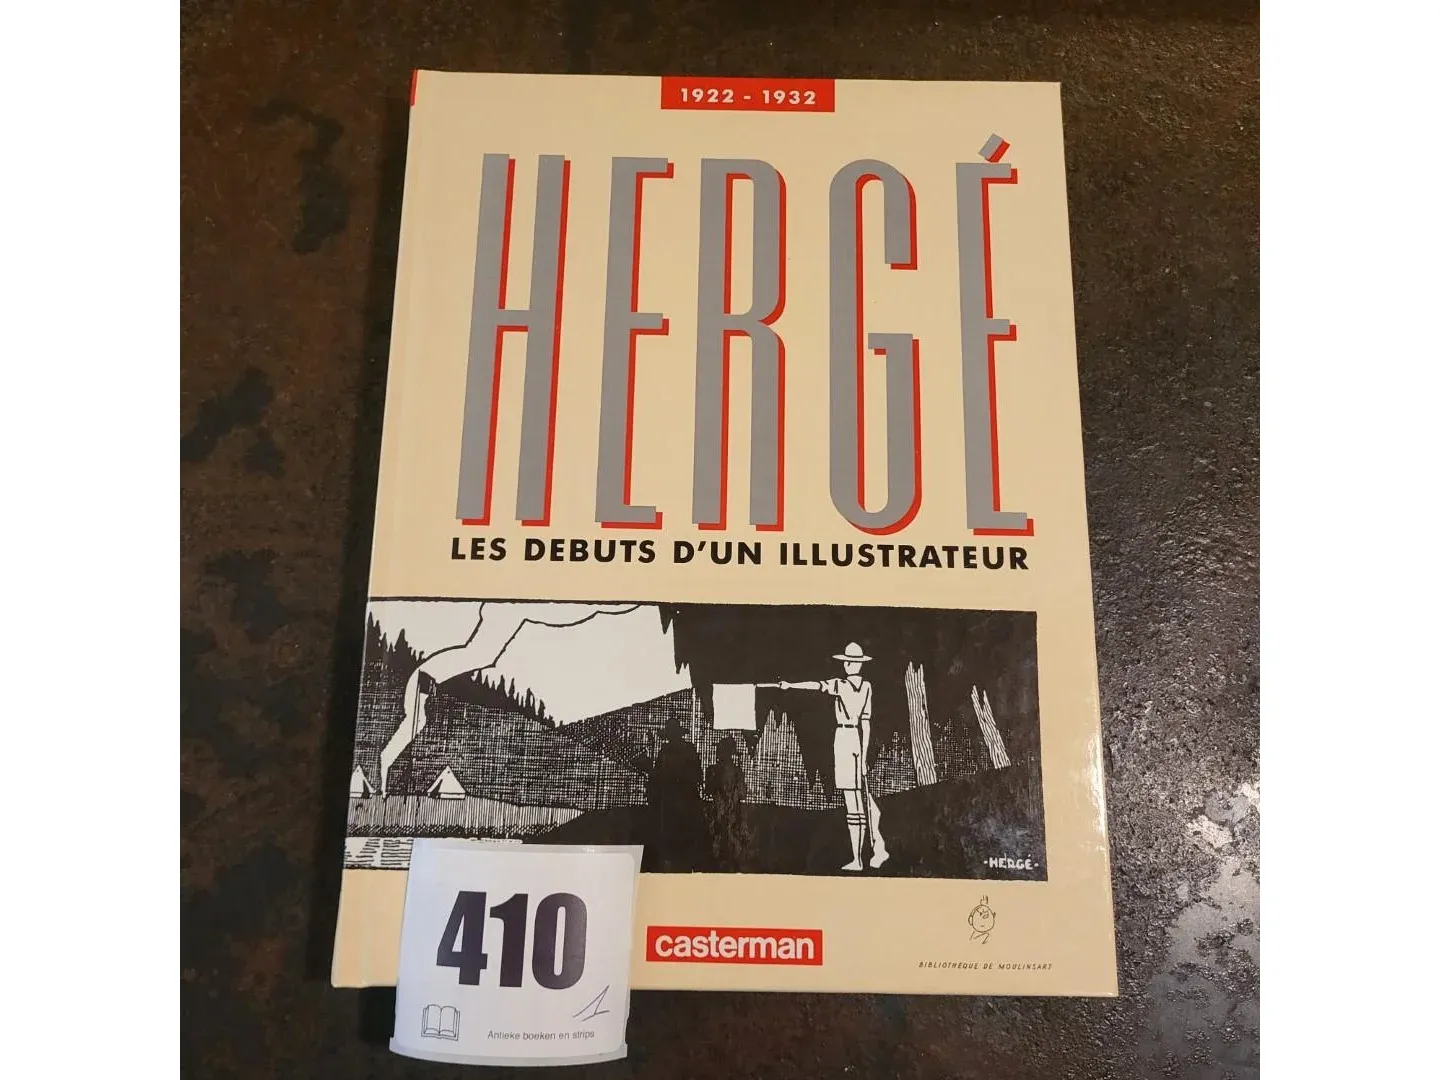 1922 - 1932
HERGÉ
LES DEBUTS D'UN ILLUSTRATEUR
-HERGÉ-
casterman
BIBLIOTHÈQUE DE MOULINSART
410
1
Antieke boeken en strips